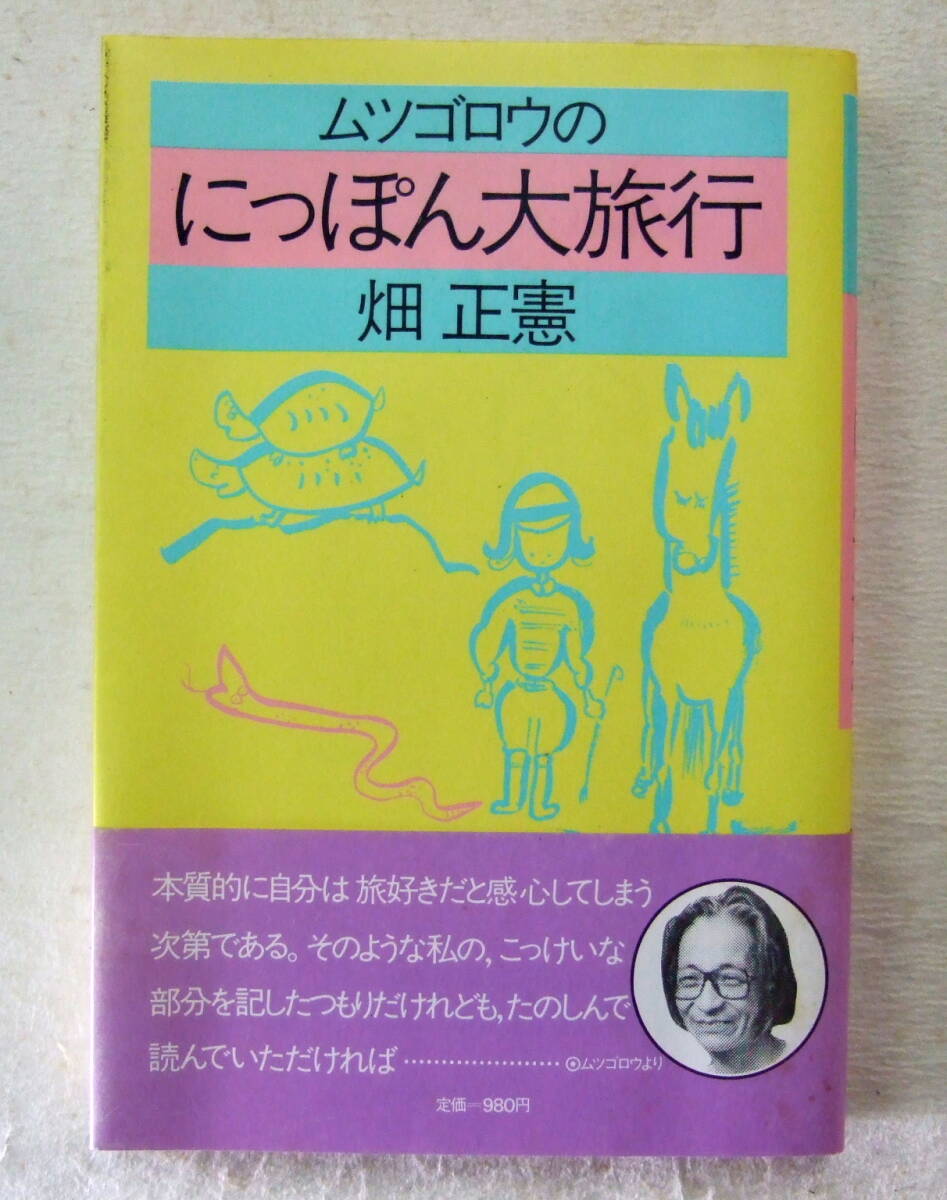 ムツゴロウの
にっぽん大旅行
畑 正憲
本質的に自分は 旅好きだと感心してしまう
次第である。そのような私の, こっけいな
部分を記したつもりだけれども, たのしんで
読んでいただければ…………………◉ムツゴロウより
定価=980円